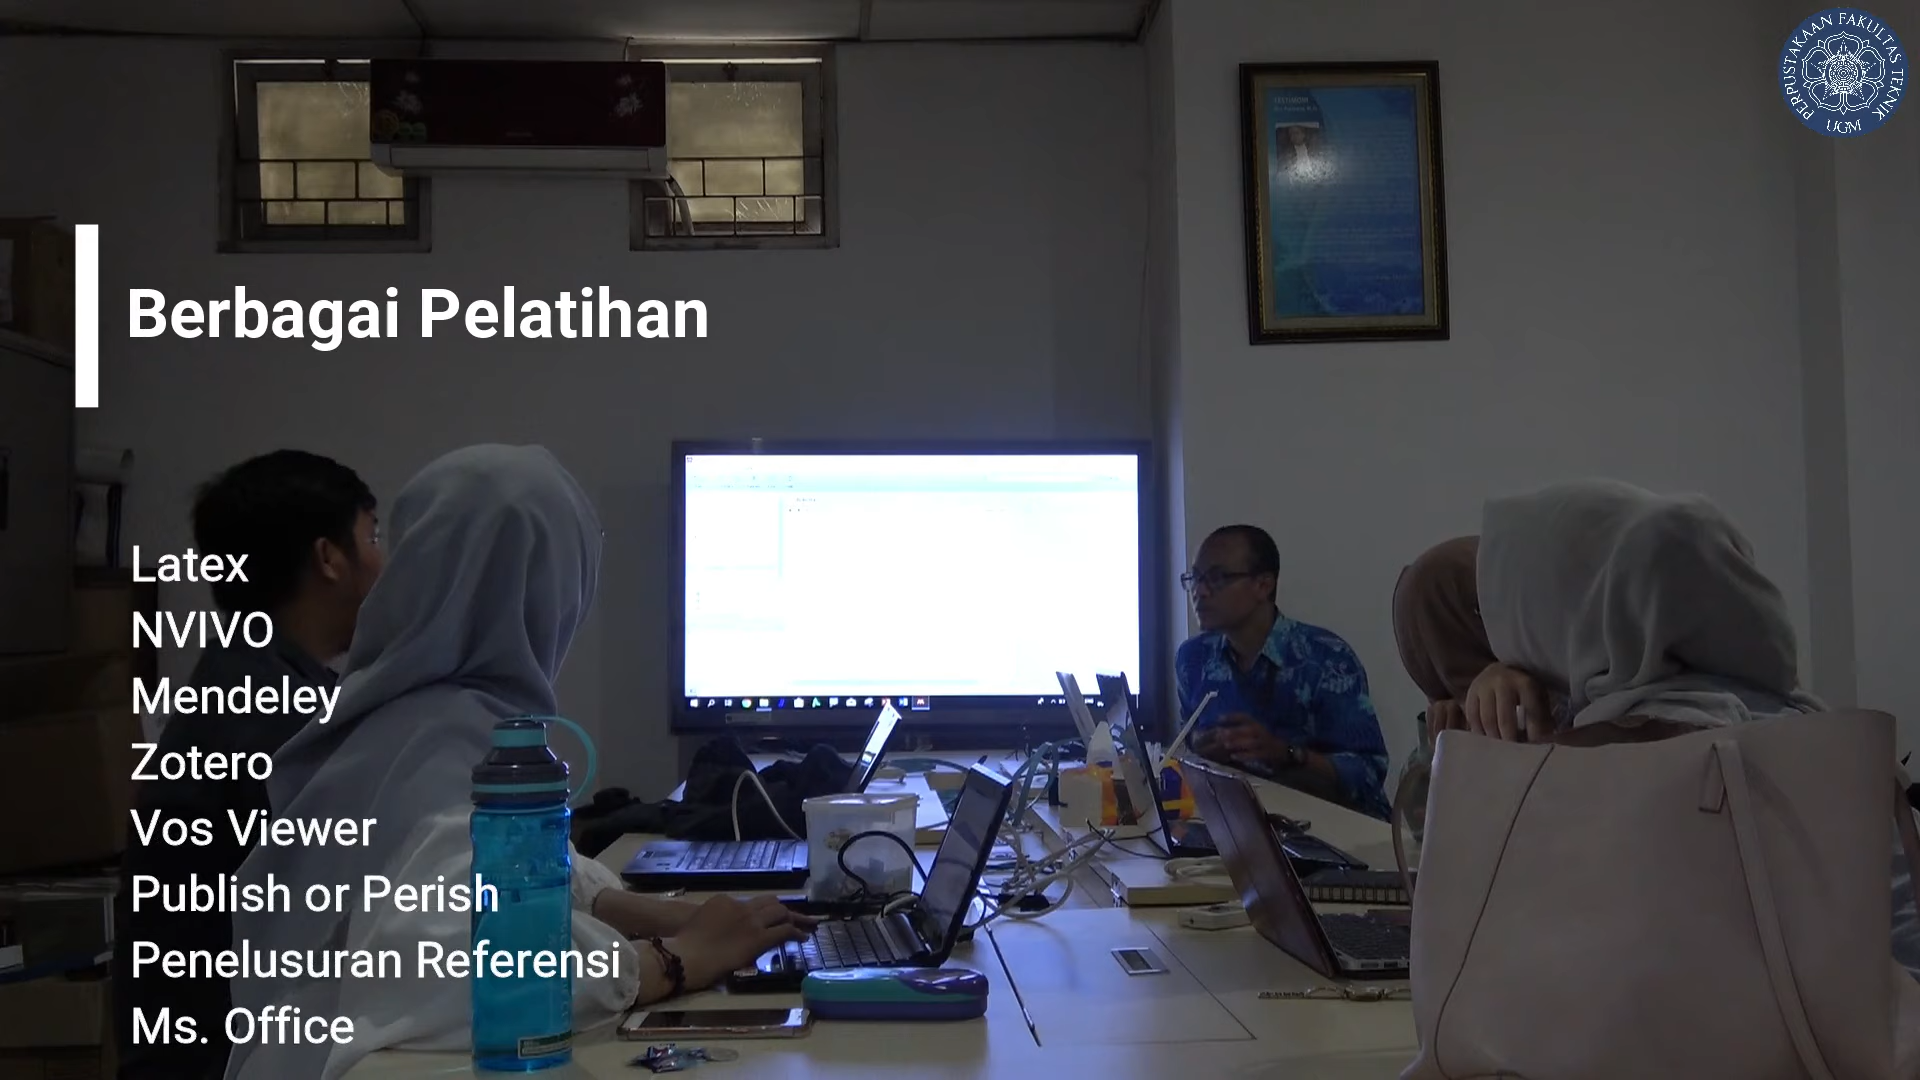 PERPUSTAKAAN FAKULTAS TEKNIK
UGM
Berbagai Pelatihan
Latex
NVIVO
Mendeley
Zotero
Vos Viewer
Publish or Perish
Penelusuran Referensi
Ms. Office